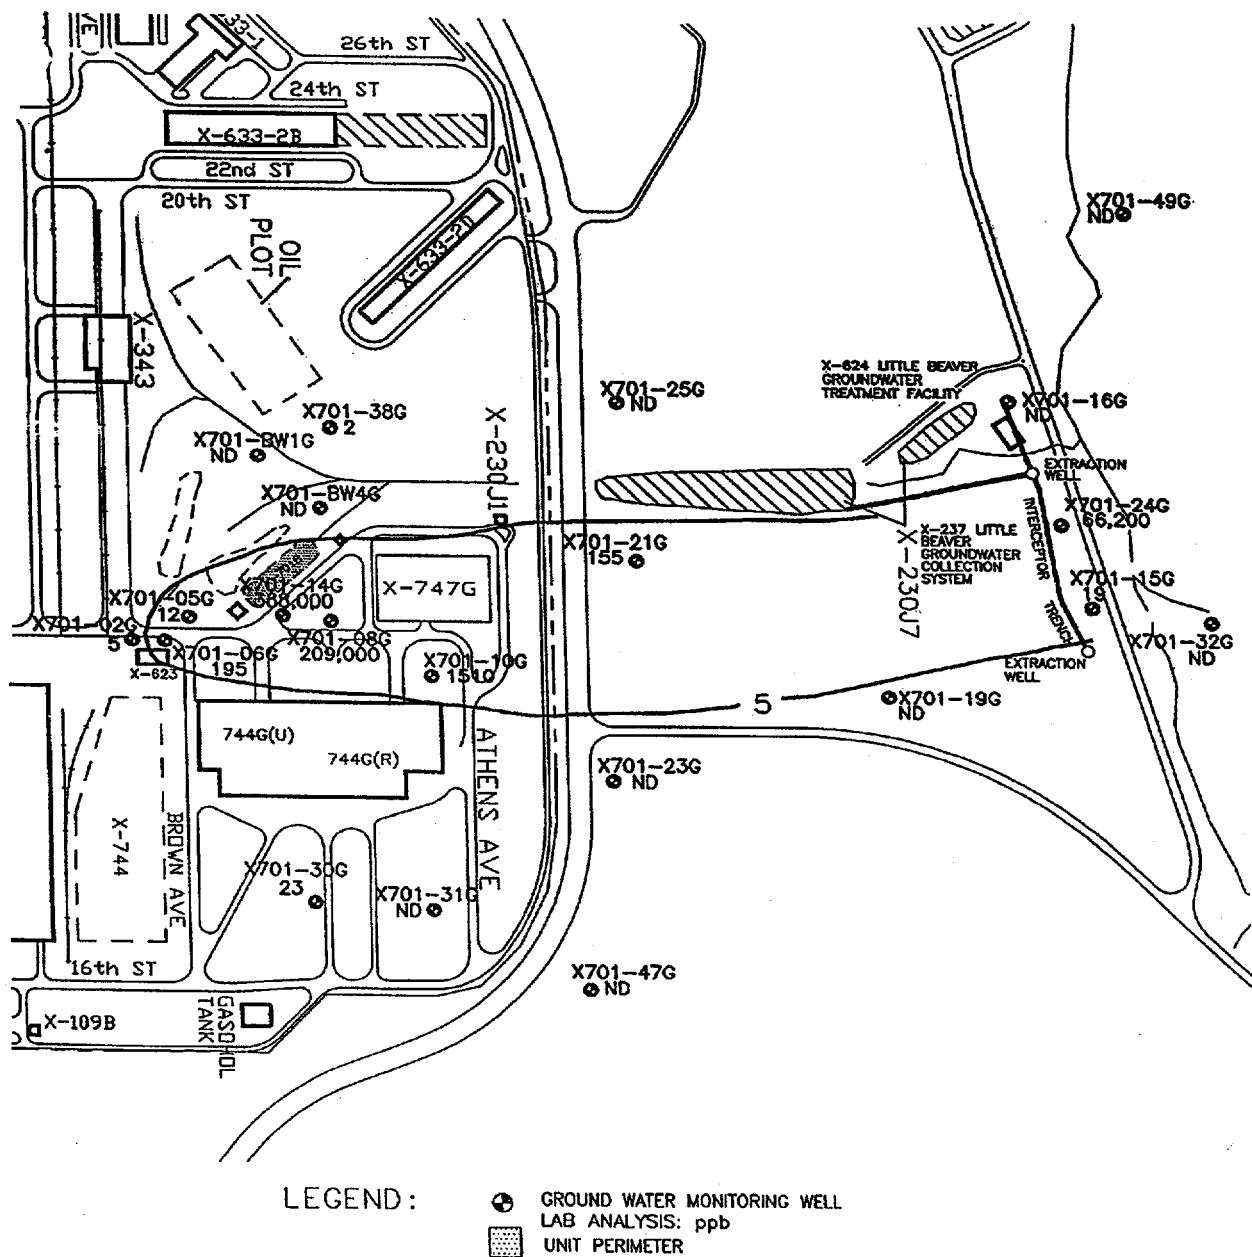 AVE
33-1
26th ST
24th ST
X-633-2B
22nd ST
20th ST
X701-49G
ND
OIL
PLOT
X-633-2D
X-343
X-624 LITTLE BEAVER
GROUNDWATER
TREATMENT FACILITY
X701-25G
ND
X701-16G
ND
X701-38G
2
X701-BW1G
ND
X-230J1
EXTRACTION
WELL
X701-BW4G
ND
INTERCEPTOR
TRENCH
X701-24G
66,200
X701-21G
155
X-237 LITTLE
BEAVER
GROUNDWATER
COLLECTION
SYSTEM
X-230J7
X701-15G
19
X701-05G
12
X701-14G
588,000
X-747G
X701-02G
5
X701-08G
209,000
X701-32G
ND
X701-06G
195
X-623
X701-10G
1510
EXTRACTION
WELL
5
X701-19G
ND
744G(U)
744G(R)
ATHENS AVE
X701-23G
ND
X-744
BROWN AVE
X701-30G
23
X701-31G
ND
16th ST
X701-47G
ND
GASOHOL
TANK
X-109B
LEGEND:
GROUND WATER MONITORING WELL
LAB ANALYSIS: ppb
UNIT PERIMETER